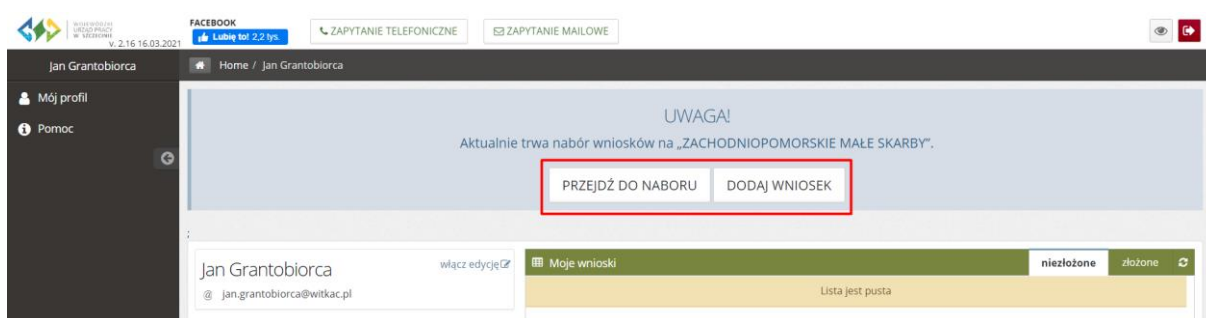 WOJEWÓDZKI
URZĄD PRACY
W SZCZECINIE
v. 2.16 16.03.2021
FACEBOOK
Lubię to! 2,2 tys.
ZAPYTANIE TELEFONICZNE
ZAPYTANIE MAILOWE
Jan Grantobiorca
Home / Jan Grantobiorca
Mój profil
Pomoc
UWAGA!
Aktualnie trwa nabór wniosków na „ZACHODNIOPOMORSKIE MAŁE SKARBY”.
PRZEJDŹ DO NABORU DODAJ WNIOSEK
;
Jan Grantobiorca
włącz edycję
@ jan.grantobiorca@witkac.pl
Moje wnioski
niezłożone złożone
Lista jest pusta